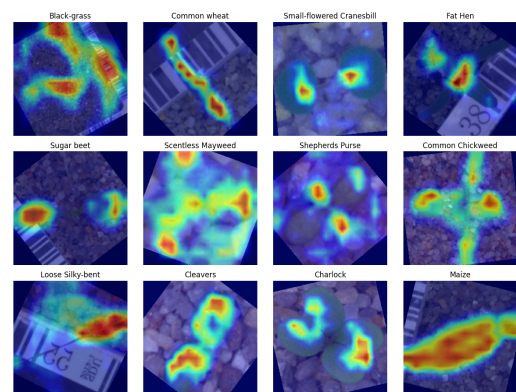 Black-grass
Common wheat
Small-flowered Cranesbill
Fat Hen
38
Sugar beet
Scentless Mayweed
Shepherds Purse
Common Chickweed
Loose Silky-bent
Cleavers
Charlock
Maize